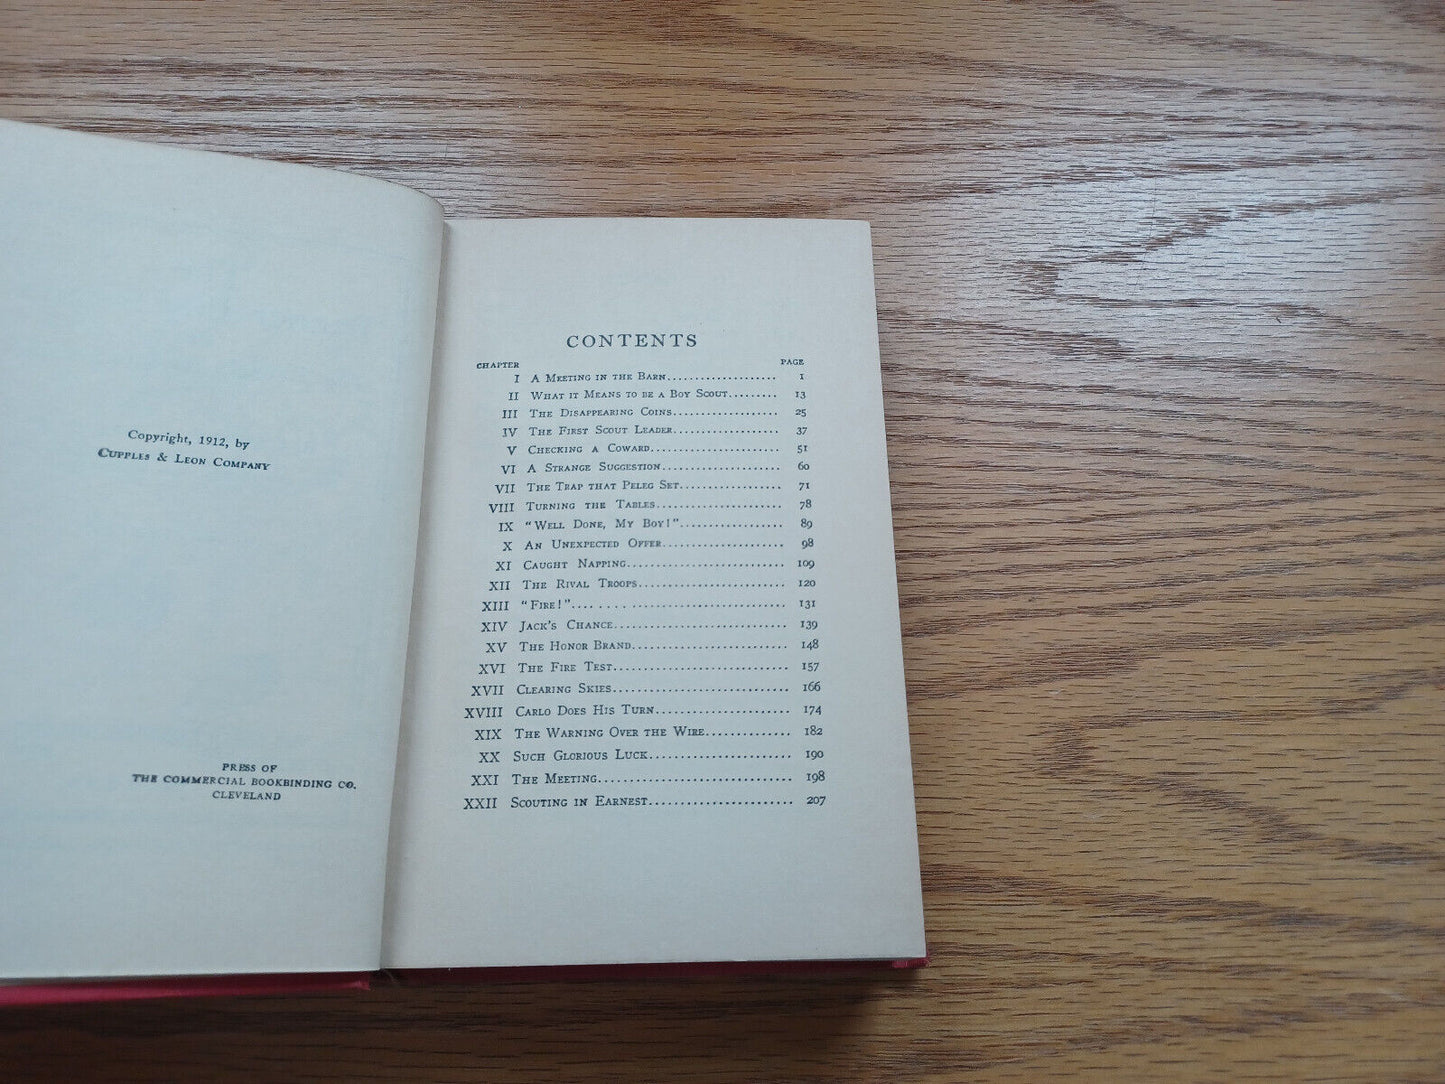 Copyright, 1912, by
CUPPLES & LEON COMPANY
PRESS OF
THE COMMERCIAL BOOKBINDING CO.
CLEVELAND
CONTENTS
CHAPTER PAGE
I A MEETING IN THE BARN.................... 1
II WHAT IT MEANS TO BE A BOY SCOUT......... 13
III THE DISAPPEARING COINS................... 25
IV THE FIRST SCOUT LEADER................... 37
V CHECKING A COWARD....................... 51
VI A STRANGE SUGGESTION..................... 60
VII THE TRAP THAT PELEG SET.................. 71
VIII TURNING THE TABLES....................... 78
IX "WELL DONE, MY BOY!"................... 89
X AN UNEXPECTED OFFER...................... 98
XI CAUGHT NAPPING............................ 109
XII THE RIVAL TROOPS.......................... 120
XIII "FIRE!".... . . . . ............................ 131
XIV JACK'S CHANCE............................... 139
XV THE HONOR BRAND............................ 148
XVI THE FIRE TEST............................... 157
XVII CLEARING SKIES............................... 166
XVIII CARLO DOES HIS TURN........................ 174
XIX THE WARNING OVER THE WIRE............... 182
XX SUCH GLORIOUS LUCK......................... 190
XXI THE MEETING.................................. 198
XXII SCOUTING IN EARNEST......................... 207